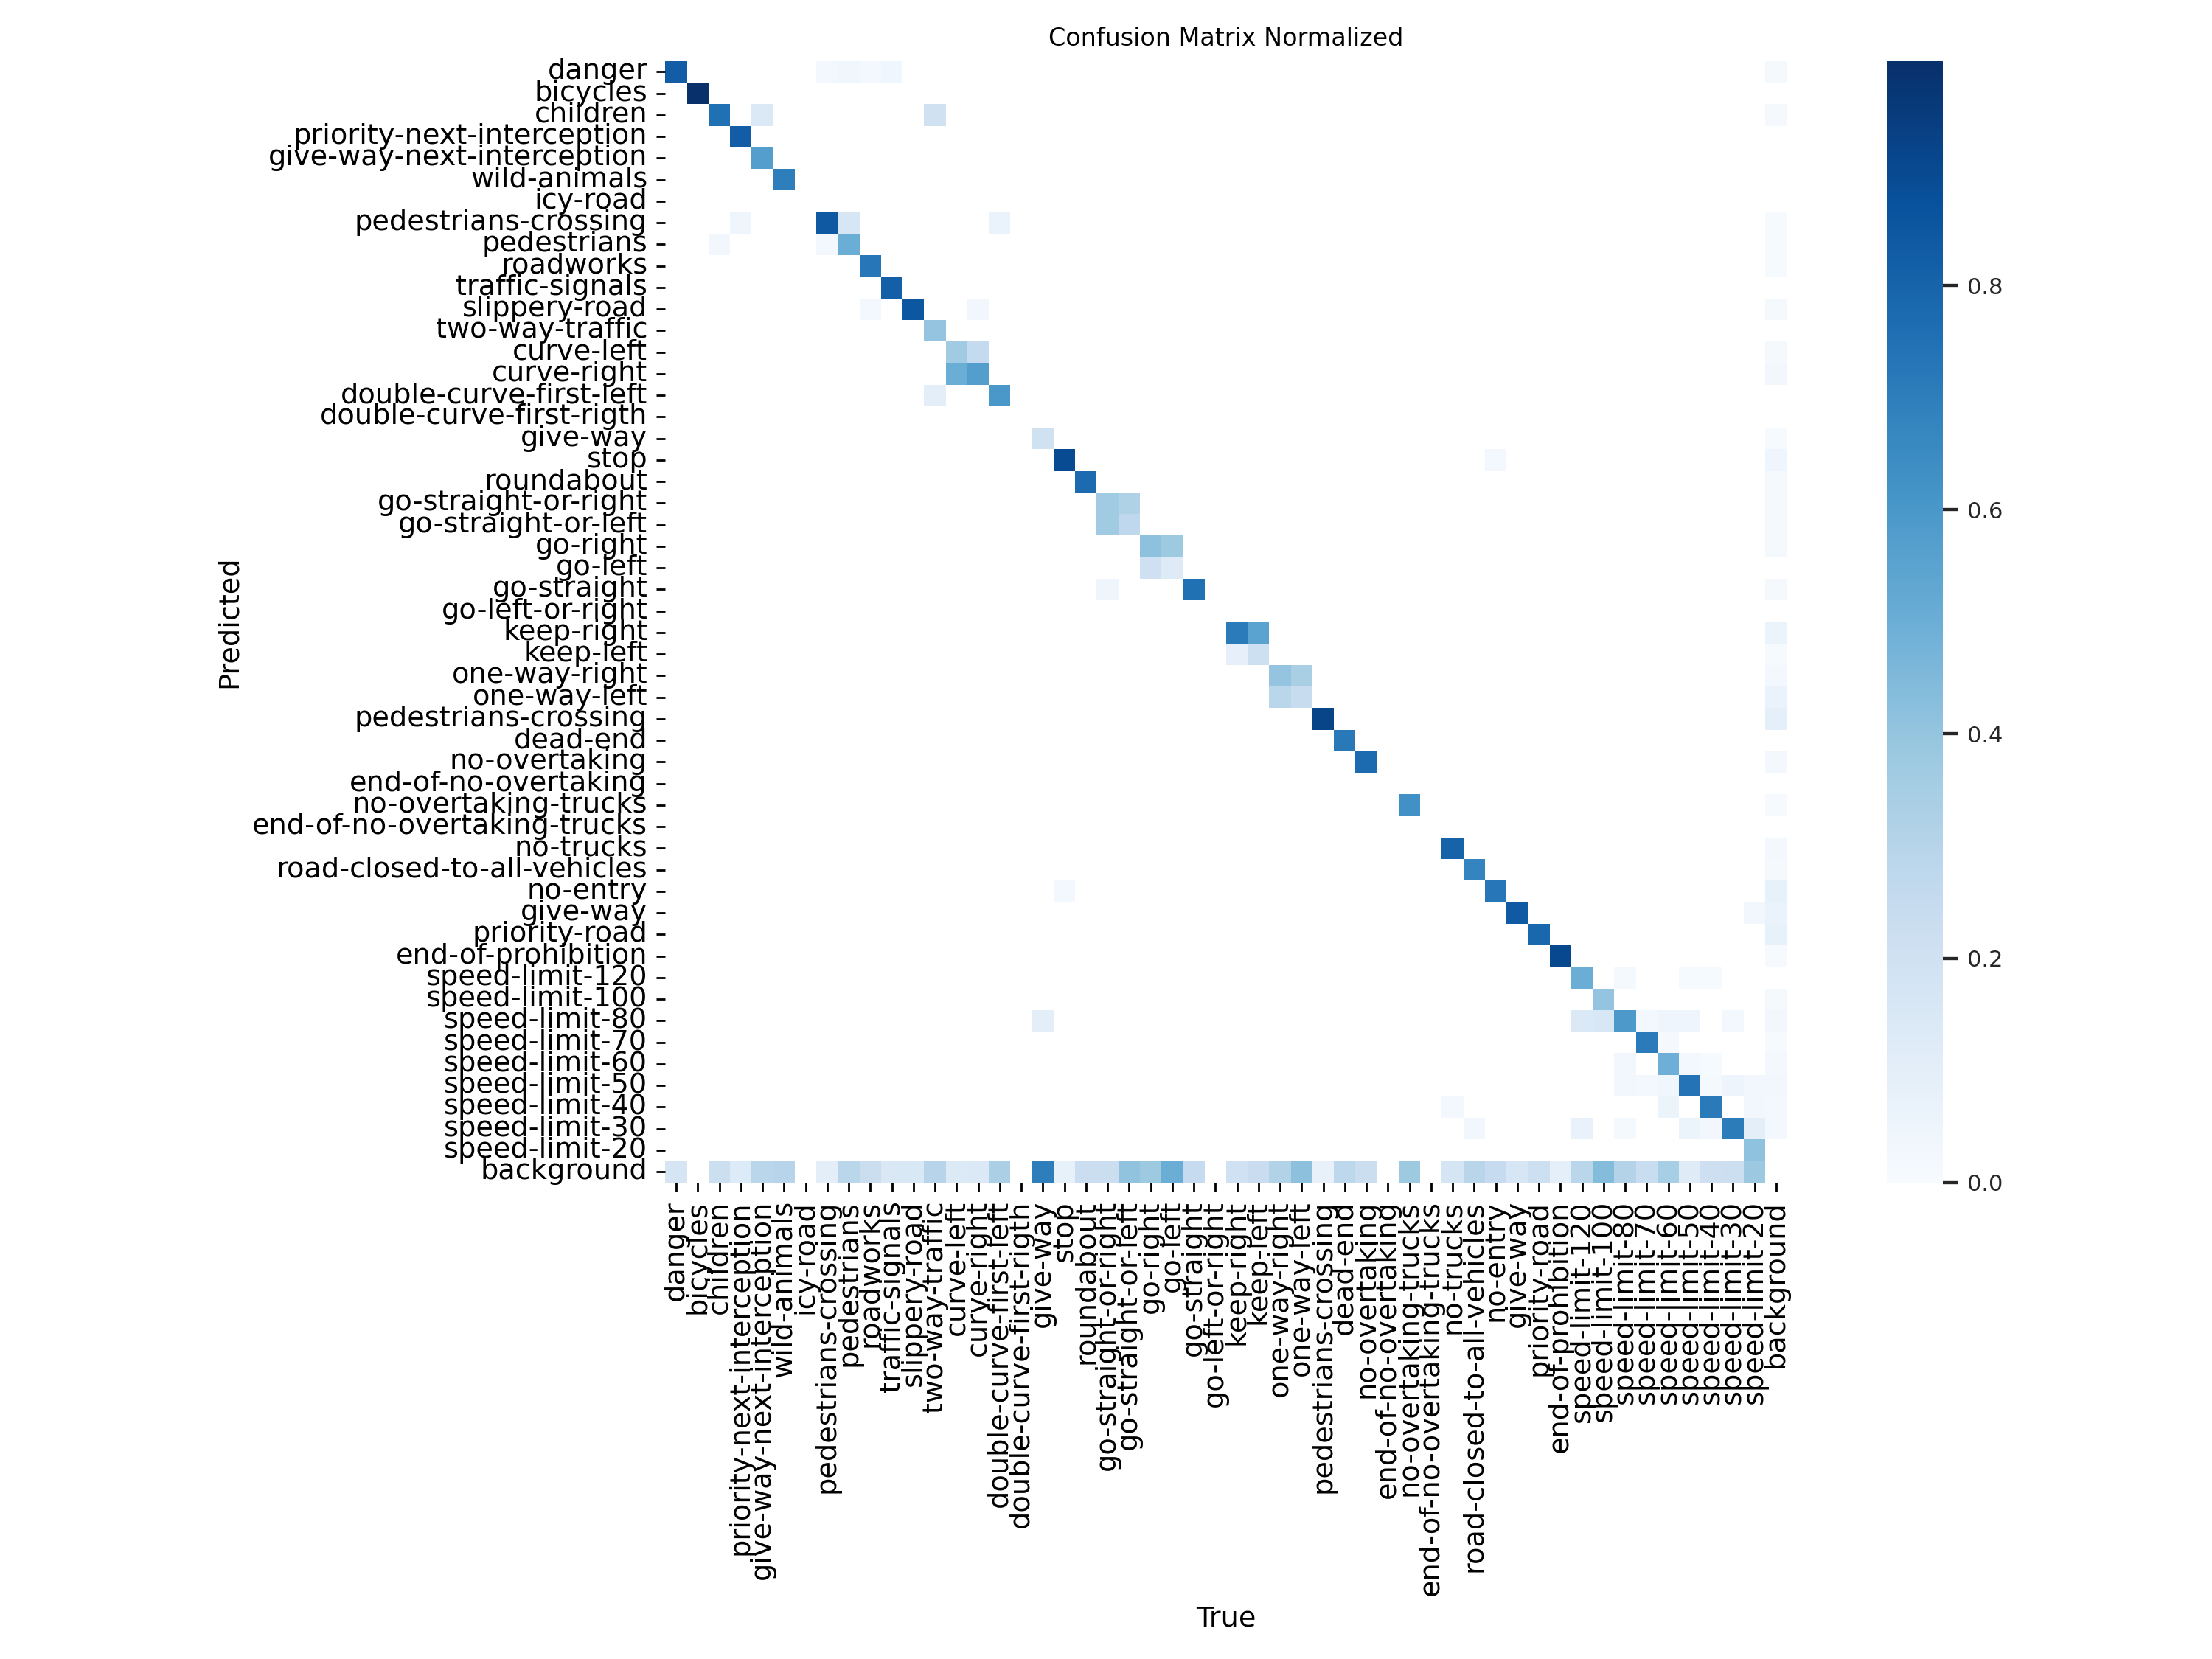 Confusion Matrix Normalized
Predicted
danger
bicycles
children
priority-next-interception
give-way-next-interception
wild-animals
icy-road
pedestrians-crossing
pedestrians
roadworks
traffic-signals
slippery-road
two-way-traffic
curve-left
curve-right
double-curve-first-left
double-curve-first-rigth
give-way
stop
roundabout
go-straight-or-right
go-straight-or-left
go-right
go-left
go-straight
go-left-or-right
keep-right
keep-left
one-way-right
one-way-left
pedestrians-crossing
dead-end
no-overtaking
end-of-no-overtaking
no-overtaking-trucks
end-of-no-overtaking-trucks
no-trucks
road-closed-to-all-vehicles
no-entry
give-way
priority-road
end-of-prohibition
speed-limit-120
speed-limit-100
speed-limit-80
speed-limit-70
speed-limit-60
speed-limit-50
speed-limit-40
speed-limit-30
speed-limit-20
background
danger
bicycles
children
priority-next-interception
give-way-next-interception
wild-animals
icy-road
pedestrians-crossing
pedestrians
roadworks
traffic-signals
slippery-road
two-way-traffic
curve-left
curve-right
double-curve-first-left
double-curve-first-rigth
give-way
stop
roundabout
go-straight-or-right
go-straight-or-left
go-right
go-left
go-straight
go-left-or-right
keep-right
keep-left
one-way-right
one-way-left
pedestrians-crossing
dead-end
no-overtaking
end-of-no-overtaking
no-overtaking-trucks
end-of-no-overtaking-trucks
no-trucks
road-closed-to-all-vehicles
no-entry
give-way
priority-road
end-of-prohibition
speed-limit-120
speed-limit-100
speed-limit-80
speed-limit-70
speed-limit-60
speed-limit-50
speed-limit-40
speed-limit-30
speed-limit-20
background
True
0.8
0.6
0.4
0.2
0.0